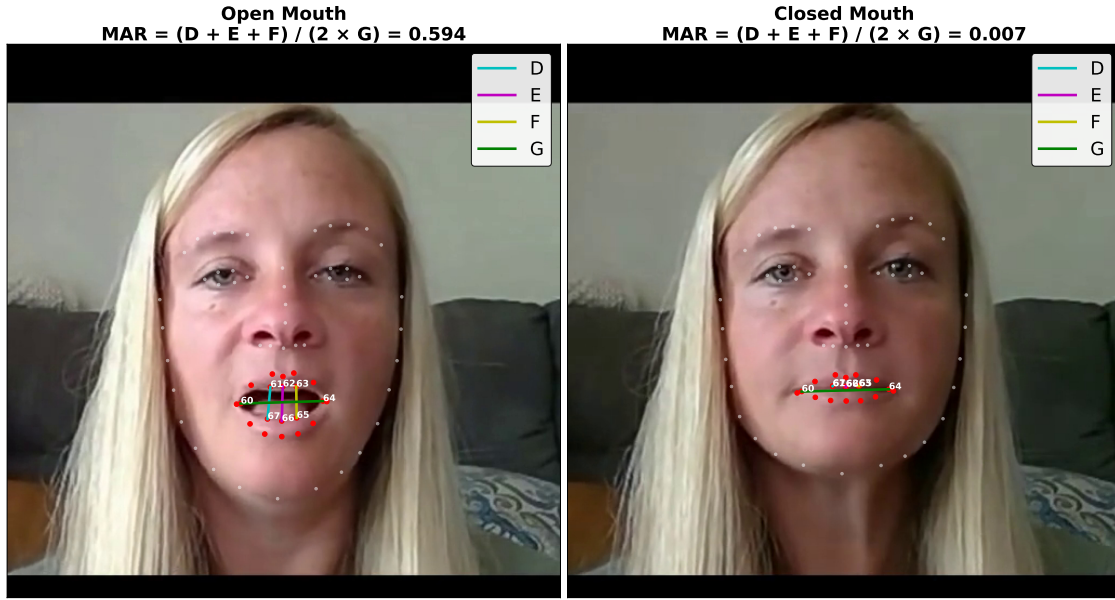 Open Mouth
MAR = (D + E + F) / (2 × G) = 0.594
D
E
F
G
61 62 63
60 64
67 66 65
Closed Mouth
MAR = (D + E + F) / (2 × G) = 0.007
D
E
F
G
60 64